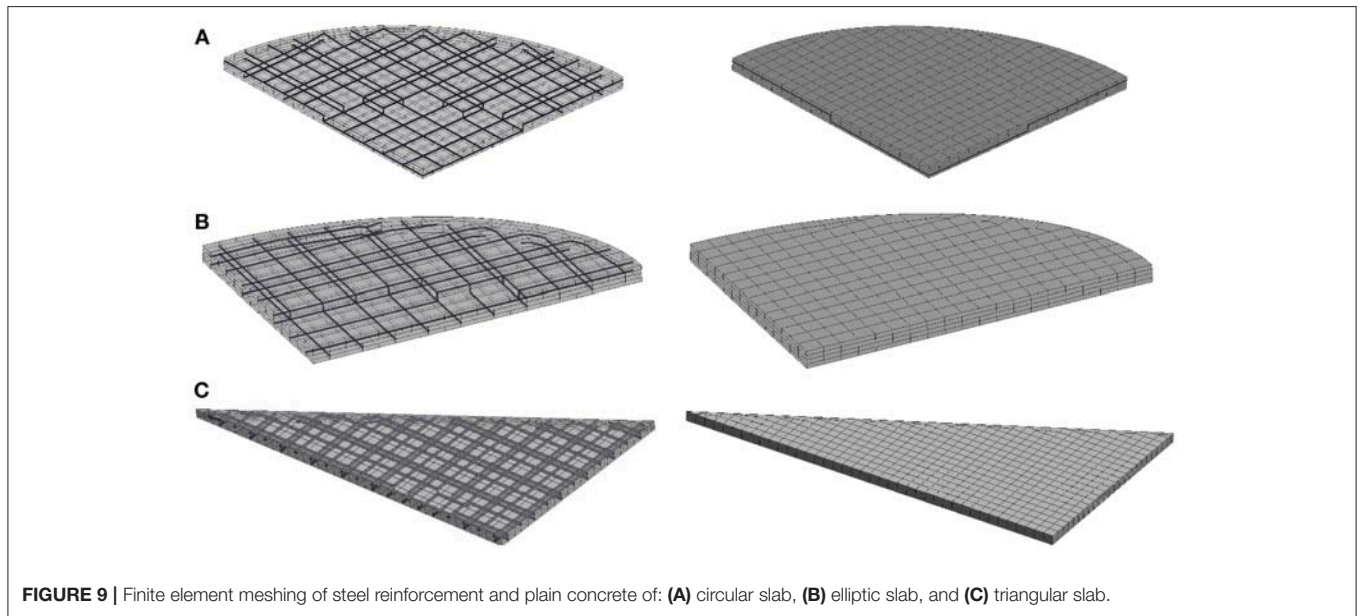 A
B
C
FIGURE 9 | Finite element meshing of steel reinforcement and plain concrete of: (A) circular slab, (B) elliptic slab, and (C) triangular slab.